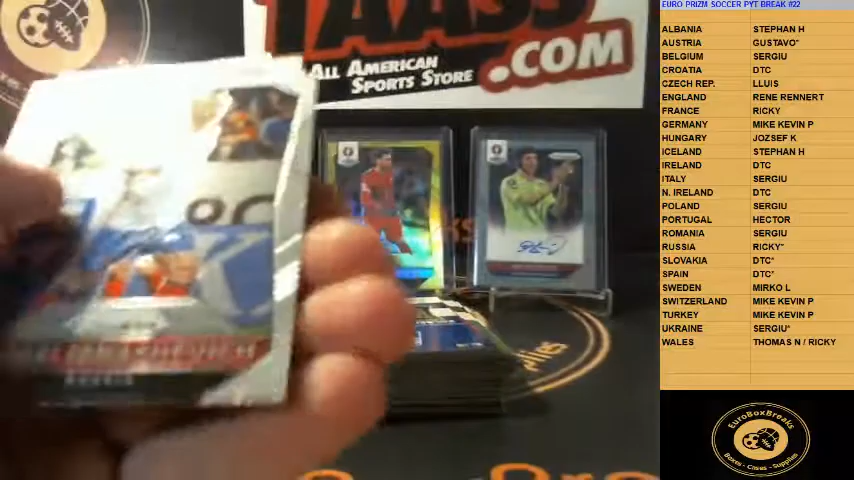 EURO PRIZM SOCCER PYT BREAK #22
ALBANIA STEPHAN H
AUSTRIA GUSTAVO*
BELGIUM SERGIU
CROATIA DTC
CZECH REP. LLUIS
ENGLAND RENE RENNERT
FRANCE RICKY
GERMANY MIKE KEVIN P
HUNGARY JOZSEF K
ICELAND STEPHAN H
IRELAND DTC
ITALY SERGIU
N. IRELAND DTC
POLAND SERGIU
PORTUGAL HECTOR
ROMANIA SERGIU
RUSSIA RICKY*
SLOVAKIA DTC*
SPAIN DTC*
SWEDEN MIRKO L
SWITZERLAND MIKE KEVIN P
TURKEY MIKE KEVIN P
UKRAINE SERGIU*
WALES THOMAS N / RICKY
ALL AMERICAN
SPORTS STORE
.COM
EuroBoxBreaks
Boxes - Cases - Supplies